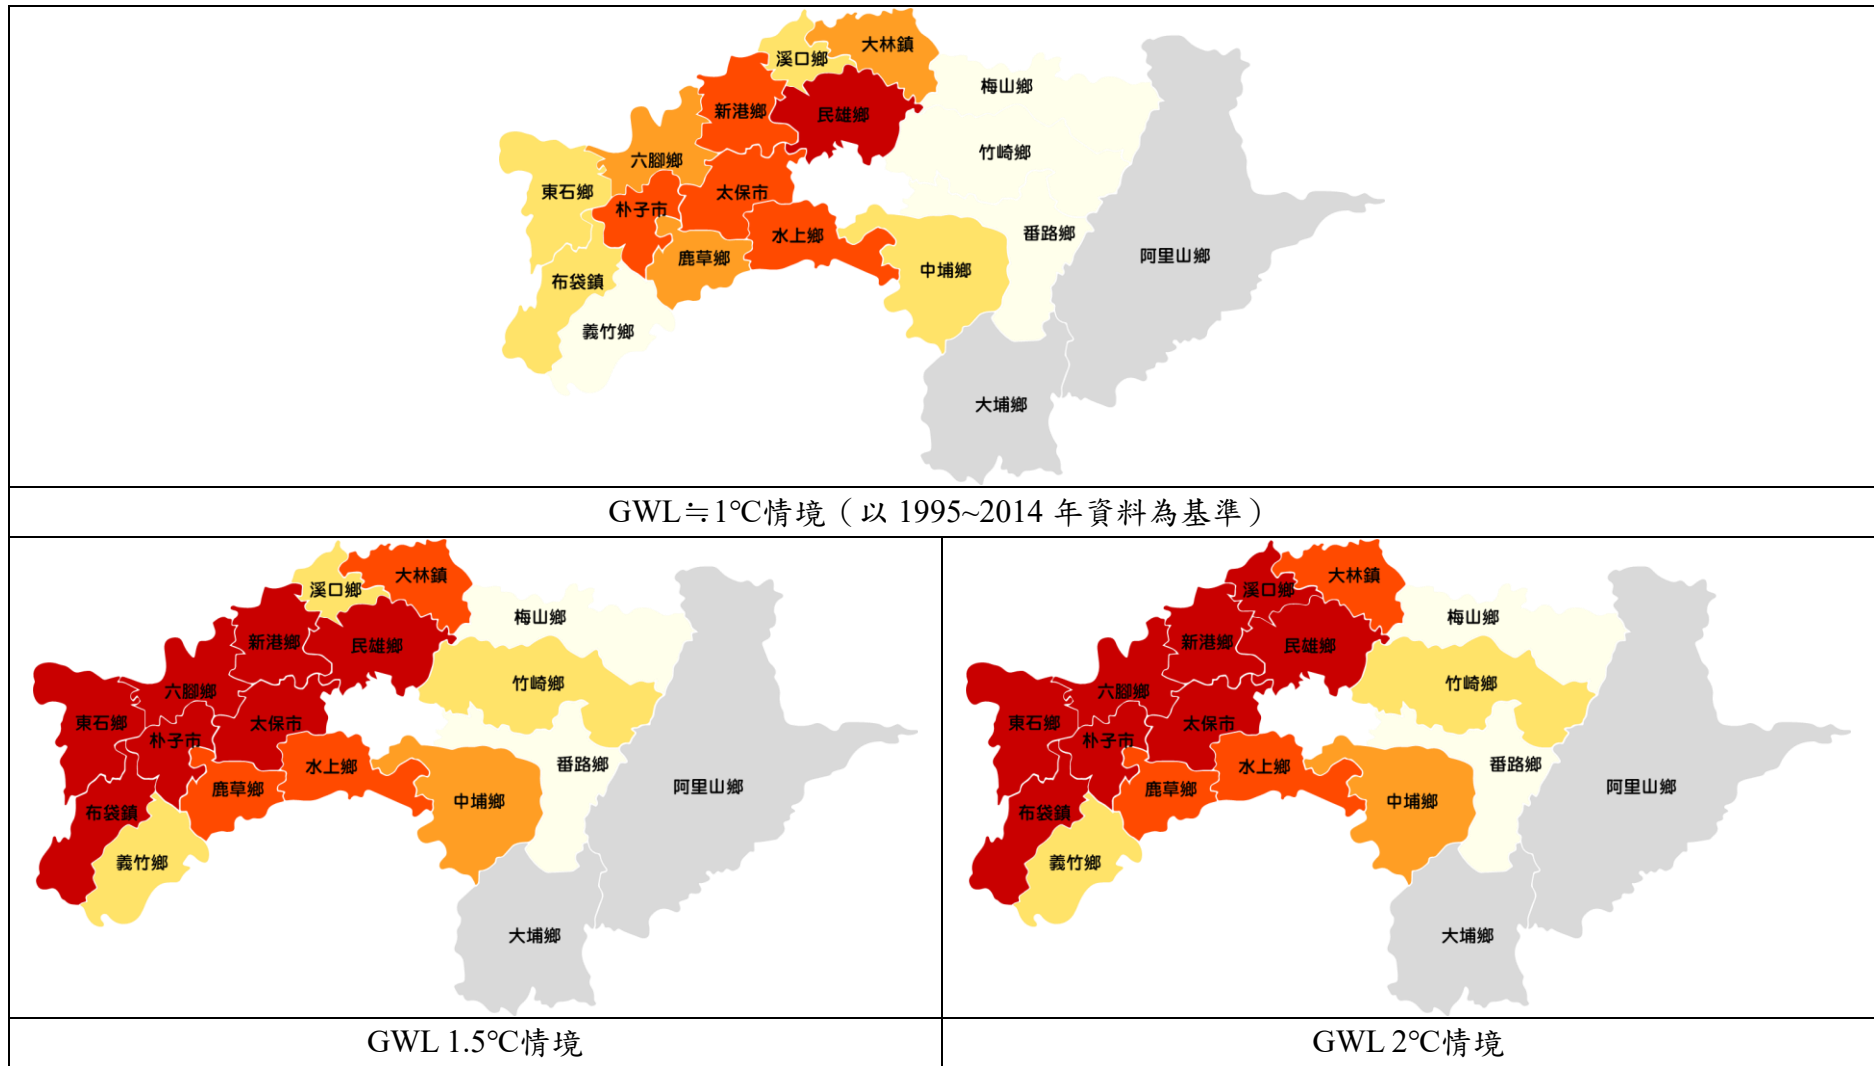 溪口鄉
大林鎮
梅山鄉
新港鄉
民雄鄉
竹崎鄉
六腳鄉
東石鄉
太保市
朴子市
水上鄉
番路鄉
鹿草鄉
阿里山鄉
中埔鄉
布袋鎮
義竹鄉
大埔鄉
GWL≒1℃情境（以 1995~2014 年資料為基準）
溪口鄉
大林鎮
梅山鄉
新港鄉
民雄鄉
竹崎鄉
六腳鄉
東石鄉
太保市
朴子市
水上鄉
番路鄉
鹿草鄉
阿里山鄉
中埔鄉
布袋鎮
義竹鄉
大埔鄉
GWL 1.5℃情境
溪口鄉
大林鎮
梅山鄉
新港鄉
民雄鄉
竹崎鄉
六腳鄉
東石鄉
太保市
朴子市
水上鄉
番路鄉
鹿草鄉
阿里山鄉
中埔鄉
布袋鎮
義竹鄉
大埔鄉
GWL 2℃情境